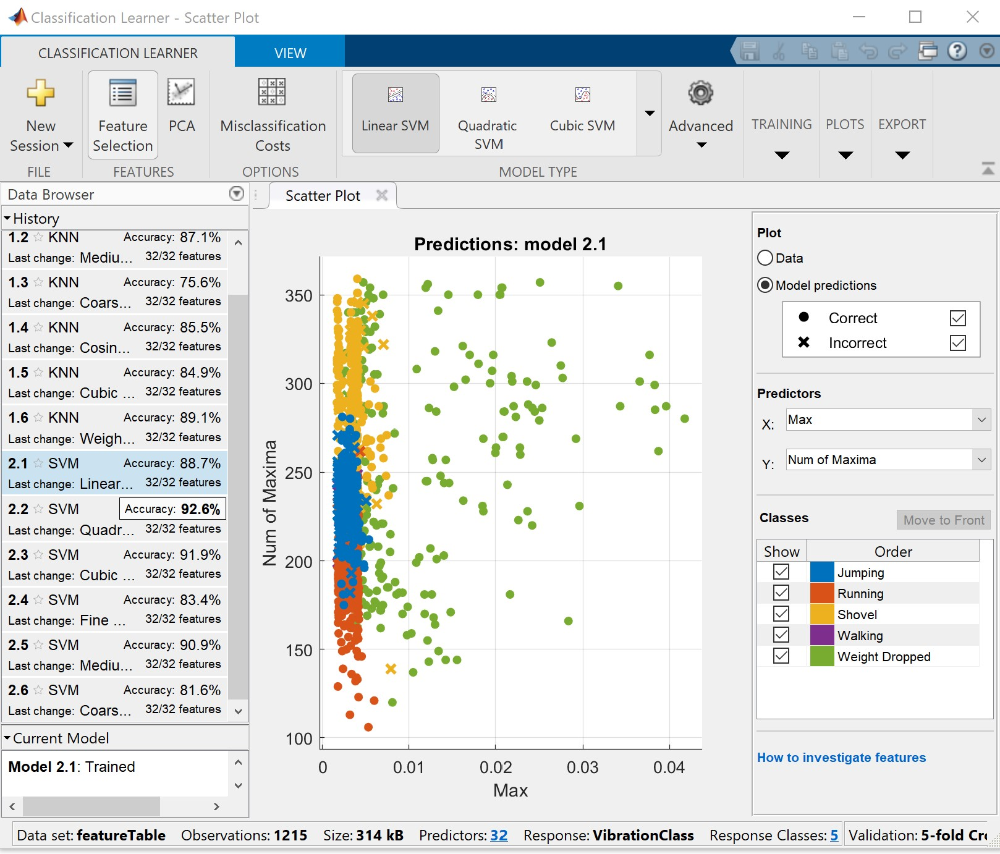 Classification Learner - Scatter Plot
CLASSIFICATION LEARNER
VIEW
New Session
Feature Selection
PCA
Misclassification Costs
Linear SVM
Quadratic SVM
Cubic SVM
Advanced
TRAINING
PLOTS
EXPORT
FILE
FEATURES
OPTIONS
MODEL TYPE
Data Browser
History
1.2 KNN Accuracy: 87.1%
Last change: Mediu... 32/32 features
1.3 KNN Accuracy: 75.6%
Last change: Coars... 32/32 features
1.4 KNN Accuracy: 85.5%
Last change: Cosin... 32/32 features
1.5 KNN Accuracy: 84.9%
Last change: Cubic ... 32/32 features
1.6 KNN Accuracy: 89.1%
Last change: Weigh... 32/32 features
2.1 SVM Accuracy: 88.7%
Last change: Linear... 32/32 features
2.2 SVM Accuracy: 92.6%
Last change: Quadr... 32/32 features
2.3 SVM Accuracy: 91.9%
Last change: Cubic ... 32/32 features
2.4 SVM Accuracy: 83.4%
Last change: Fine ... 32/32 features
2.5 SVM Accuracy: 90.9%
Last change: Mediu... 32/32 features
2.6 SVM Accuracy: 81.6%
Last change: Coars... 32/32 features
Current Model
Model 2.1: Trained
Scatter Plot
Predictions: model 2.1
350
300
250
200
150
100
Num of Maxima
0 0.01 0.02 0.03 0.04
Max
Plot
Data
Model predictions
Correct
Incorrect
Predictors
X: Max
Y: Num of Maxima
Classes
Move to Front
Show Order
Jumping
Running
Shovel
Walking
Weight Dropped
How to investigate features
Data set: featureTable Observations: 1215 Size: 314 kB Predictors: 32 Response: VibrationClass Response Classes: 5 Validation: 5-fold Cr